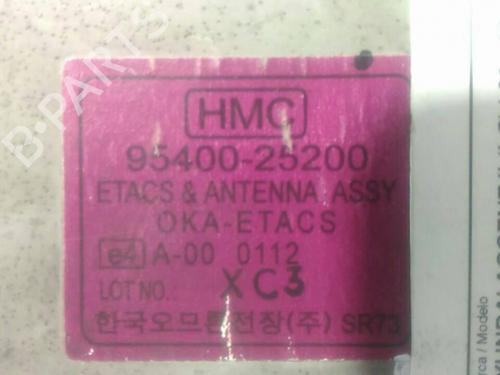 HMC
95400-25200
ETACS & ANTENNA ASSY
OKA-ETACS
e4 A-00 0112
LOT NO. XC3
한국오므론전장(주) SR73
B-PARTS
/ Modelo